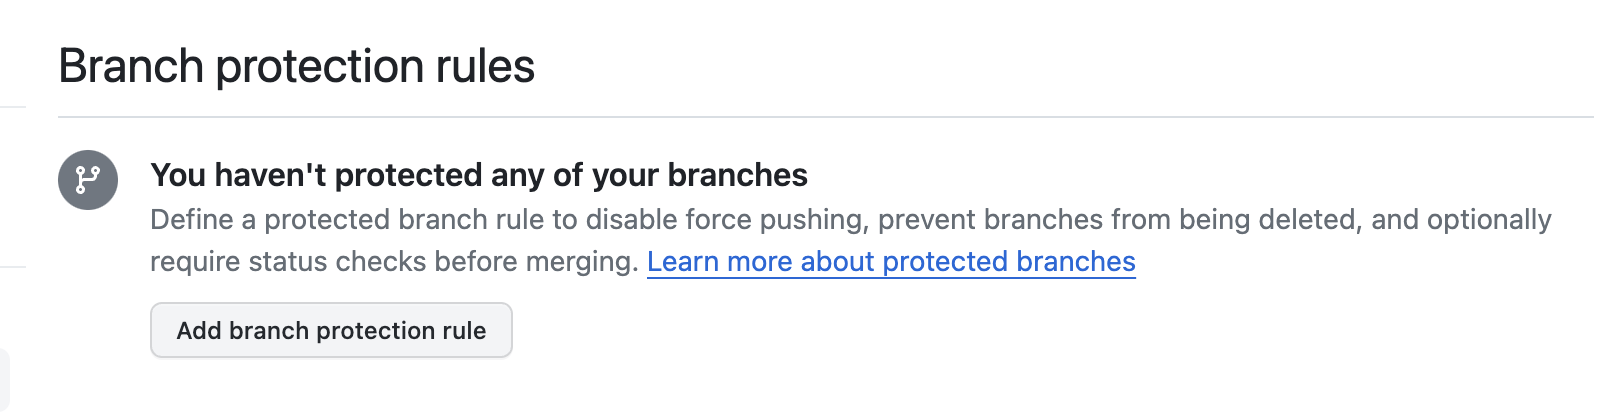 Branch protection rules
You haven't protected any of your branches
Define a protected branch rule to disable force pushing, prevent branches from being deleted, and optionally
require status checks before merging. Learn more about protected branches
Add branch protection rule